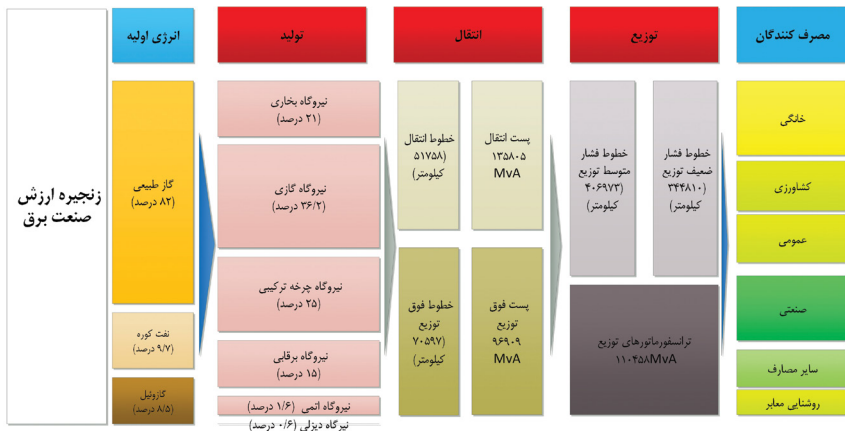 انرژی اولیه
تولید
انتقال
توزیع
مصرف کنندگان
زنجیره ارزش
صنعت برق
گاز طبیعی
(۸۲ درصد)
نفت کوره
(۹/۷ درصد)
گازوئیل
(۸/۵ درصد)
نیروگاه بخاری
(۲۱ درصد)
نیروگاه گازی
(۳۶/۲ درصد)
نیروگاه چرخه ترکیبی
(۲۵ درصد)
نیروگاه برقابی
(۱۵ درصد)
نیروگاه اتمی (۱/۶ درصد)
نیرگاه دیزلی (۰/۶ درصد)
خطوط انتقال
(۵۱۷۵۸
کیلومتر)
پست انتقال
۱۳۵۸۰۵
MvA
خطوط فوق
توزیع
(۷۰۵۹۷
کیلومتر)
پست فوق
توزیع
۹۶۹۰۹
MvA
خطوط فشار
متوسط توزیع
(۴۰۶۹۷۳
کیلومتر)
خطوط فشار
ضعیف توزیع
(۳۴۴۸۱۰
کیلومتر)
ترانسفورماتورهای توزیع
۱۱۰۴۵۸MvA
خانگی
کشاورزی
عمومی
صنعتی
سایر مصارف
روشنایی معابر